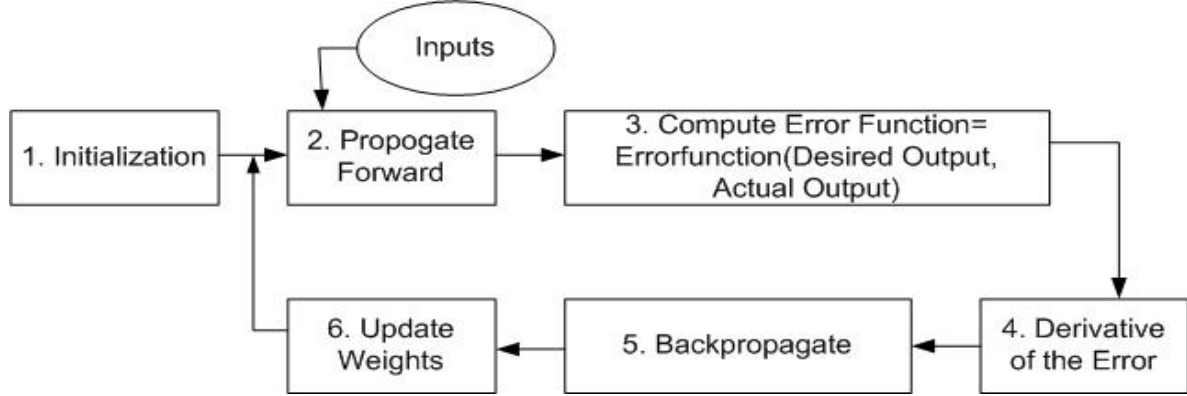 Inputs
1. Initialization
2. Propogate
Forward
3. Compute Error Function=
Errorfunction(Desired Output,
Actual Output)
4. Derivative
of the Error
5. Backpropagate
6. Update
Weights